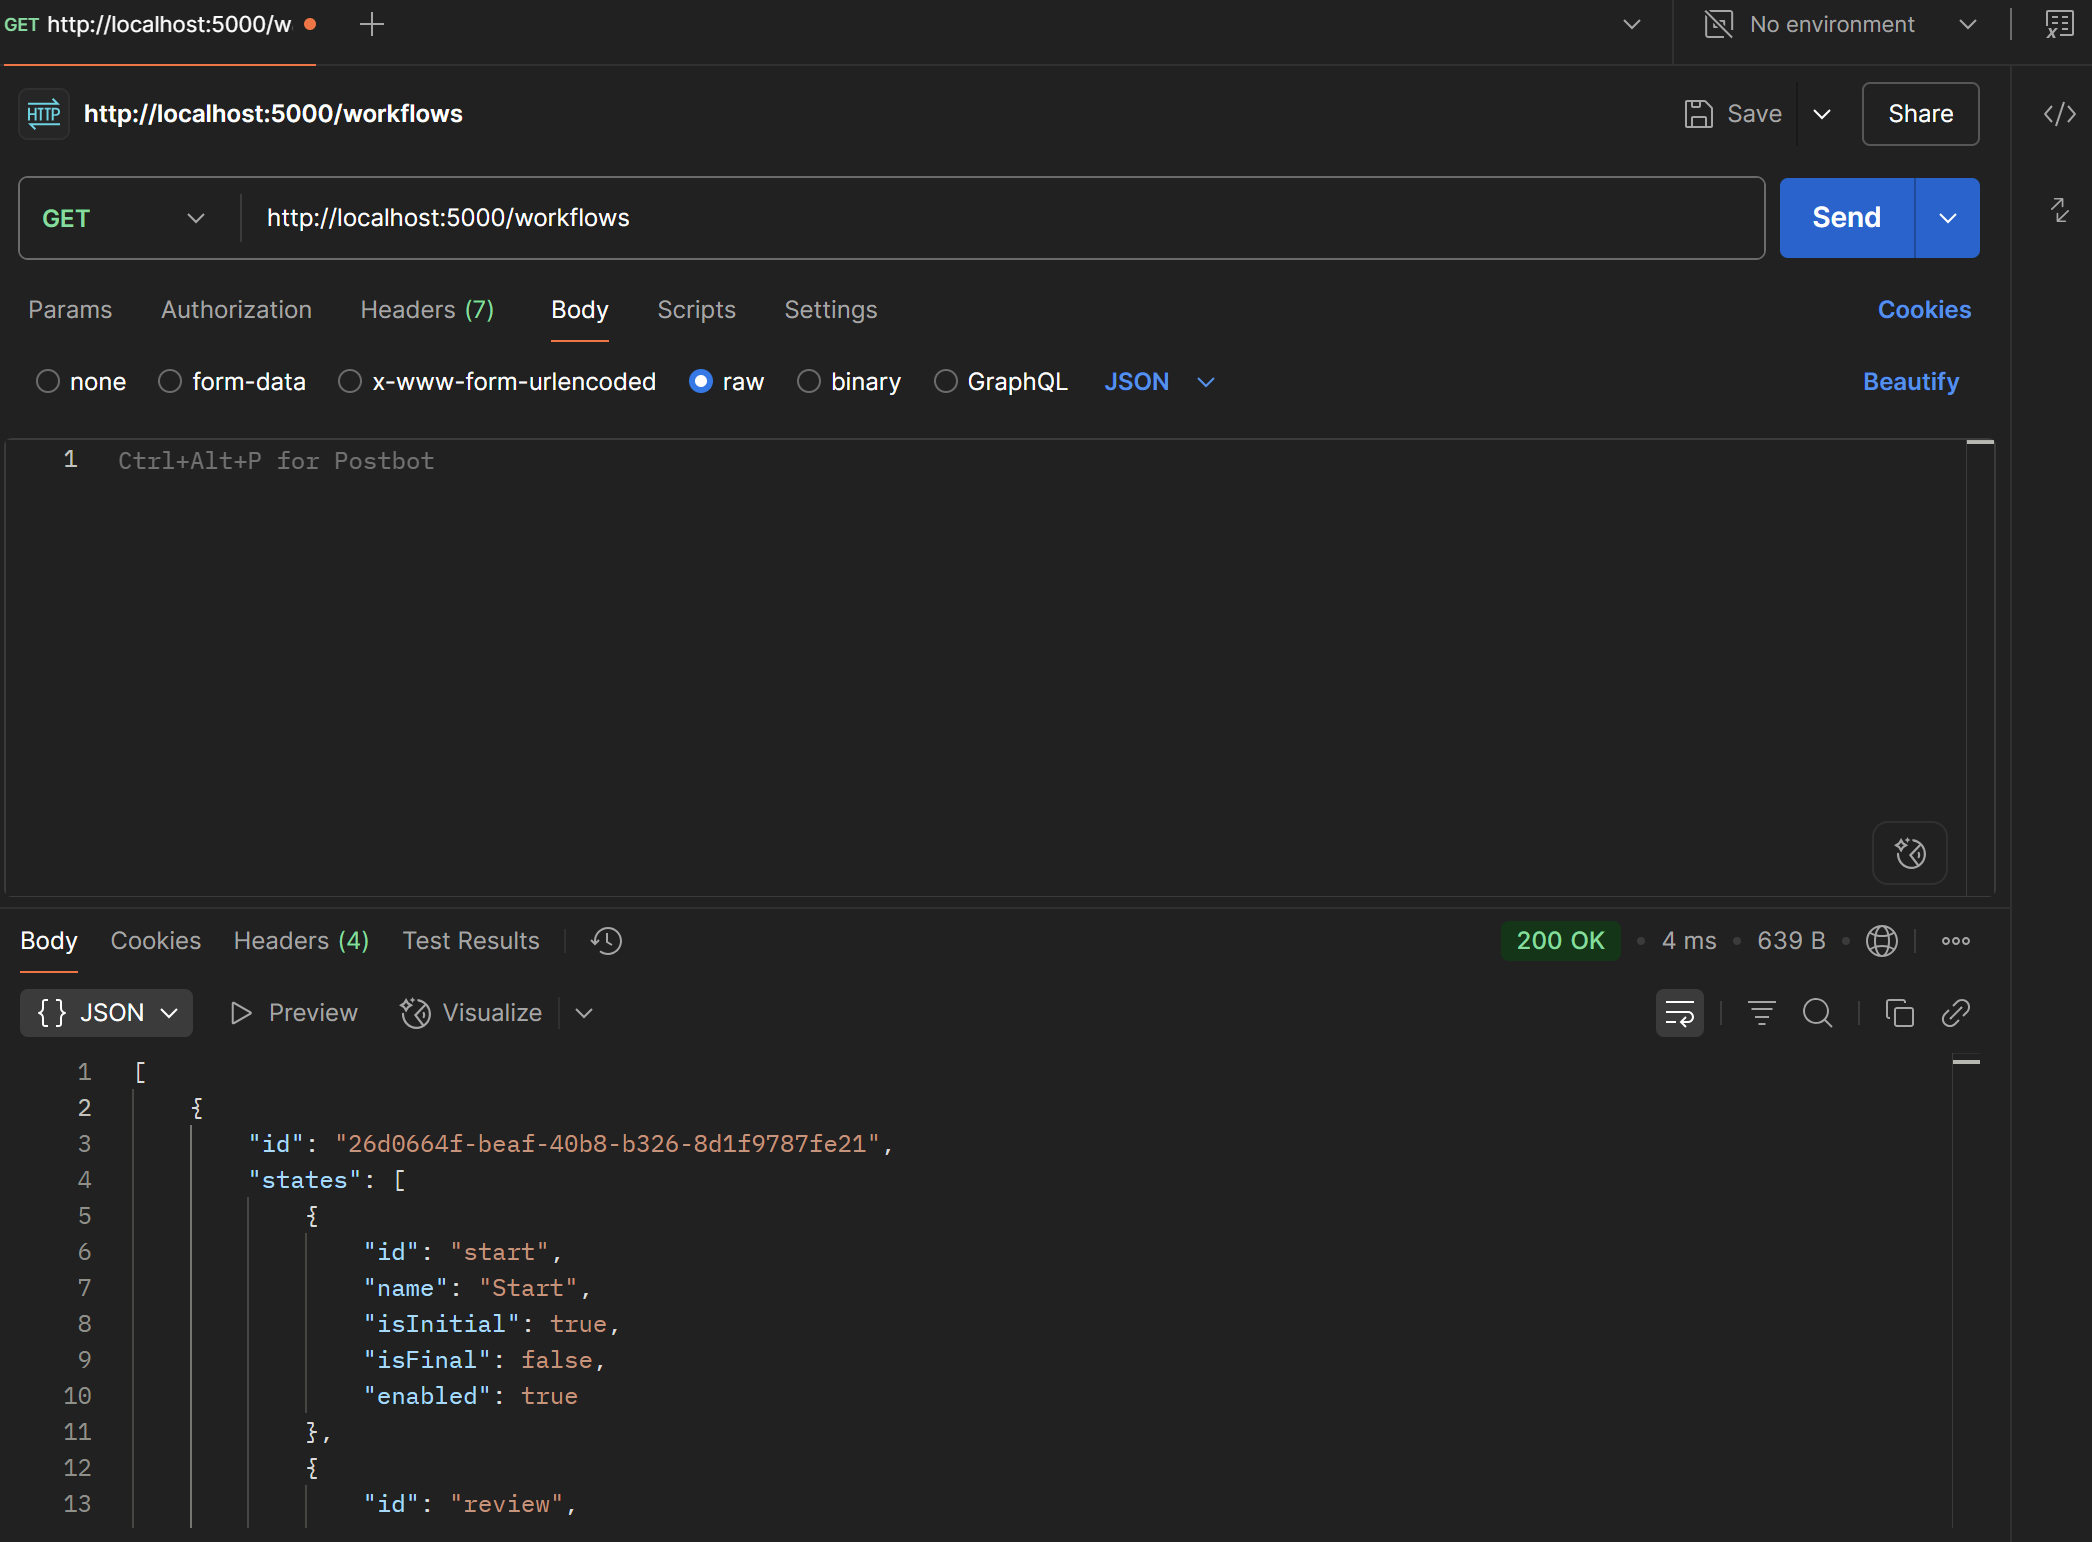 GET http://localhost:5000/w
No environment
HTTP http://localhost:5000/workflows
Save
Share
GET http://localhost:5000/workflows
Send
Params Authorization Headers (7) Body Scripts Settings Cookies
none form-data x-www-form-urlencoded raw binary GraphQL JSON Beautify
1 Ctrl+Alt+P for Postbot
Body Cookies Headers (4) Test Results 200 OK • 4 ms • 639 B •
{} JSON Preview Visualize
1 [
2 {
3 "id": "26d0664f-beaf-40b8-b326-8d1f9787fe21",
4 "states": [
5 {
6 "id": "start",
7 "name": "Start",
8 "isInitial": true,
9 "isFinal": false,
10 "enabled": true
11 },
12 {
13 "id": "review",